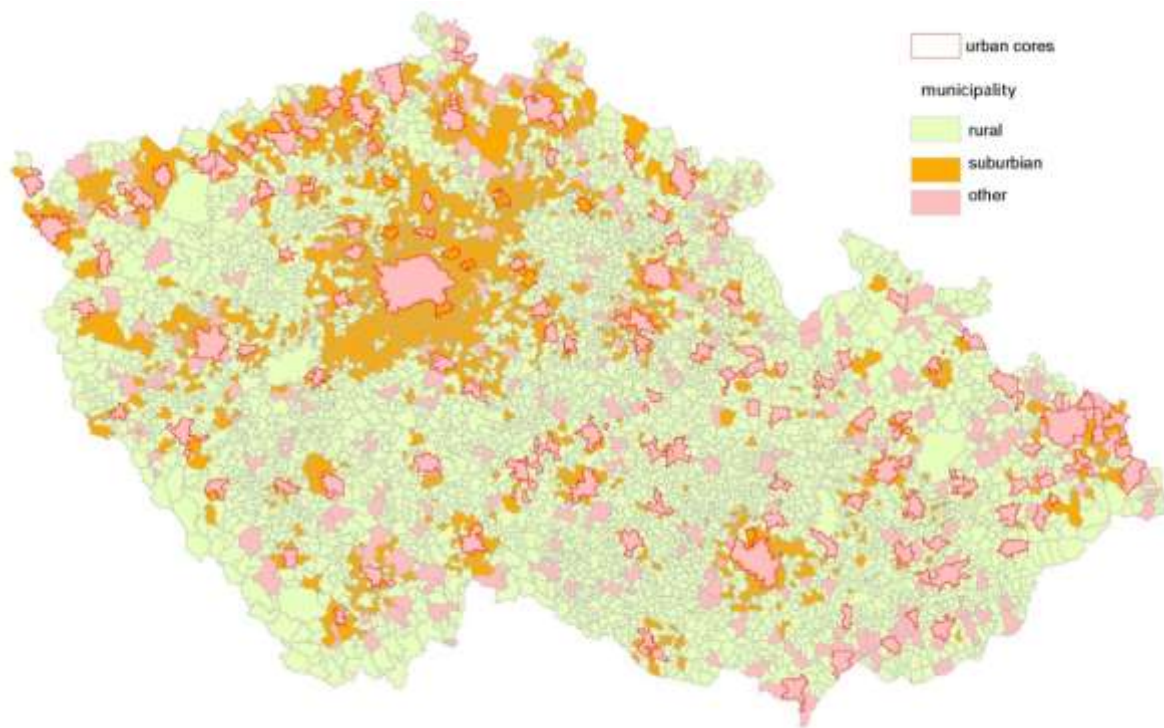 urban cores
municipality
rural
suburbian
other